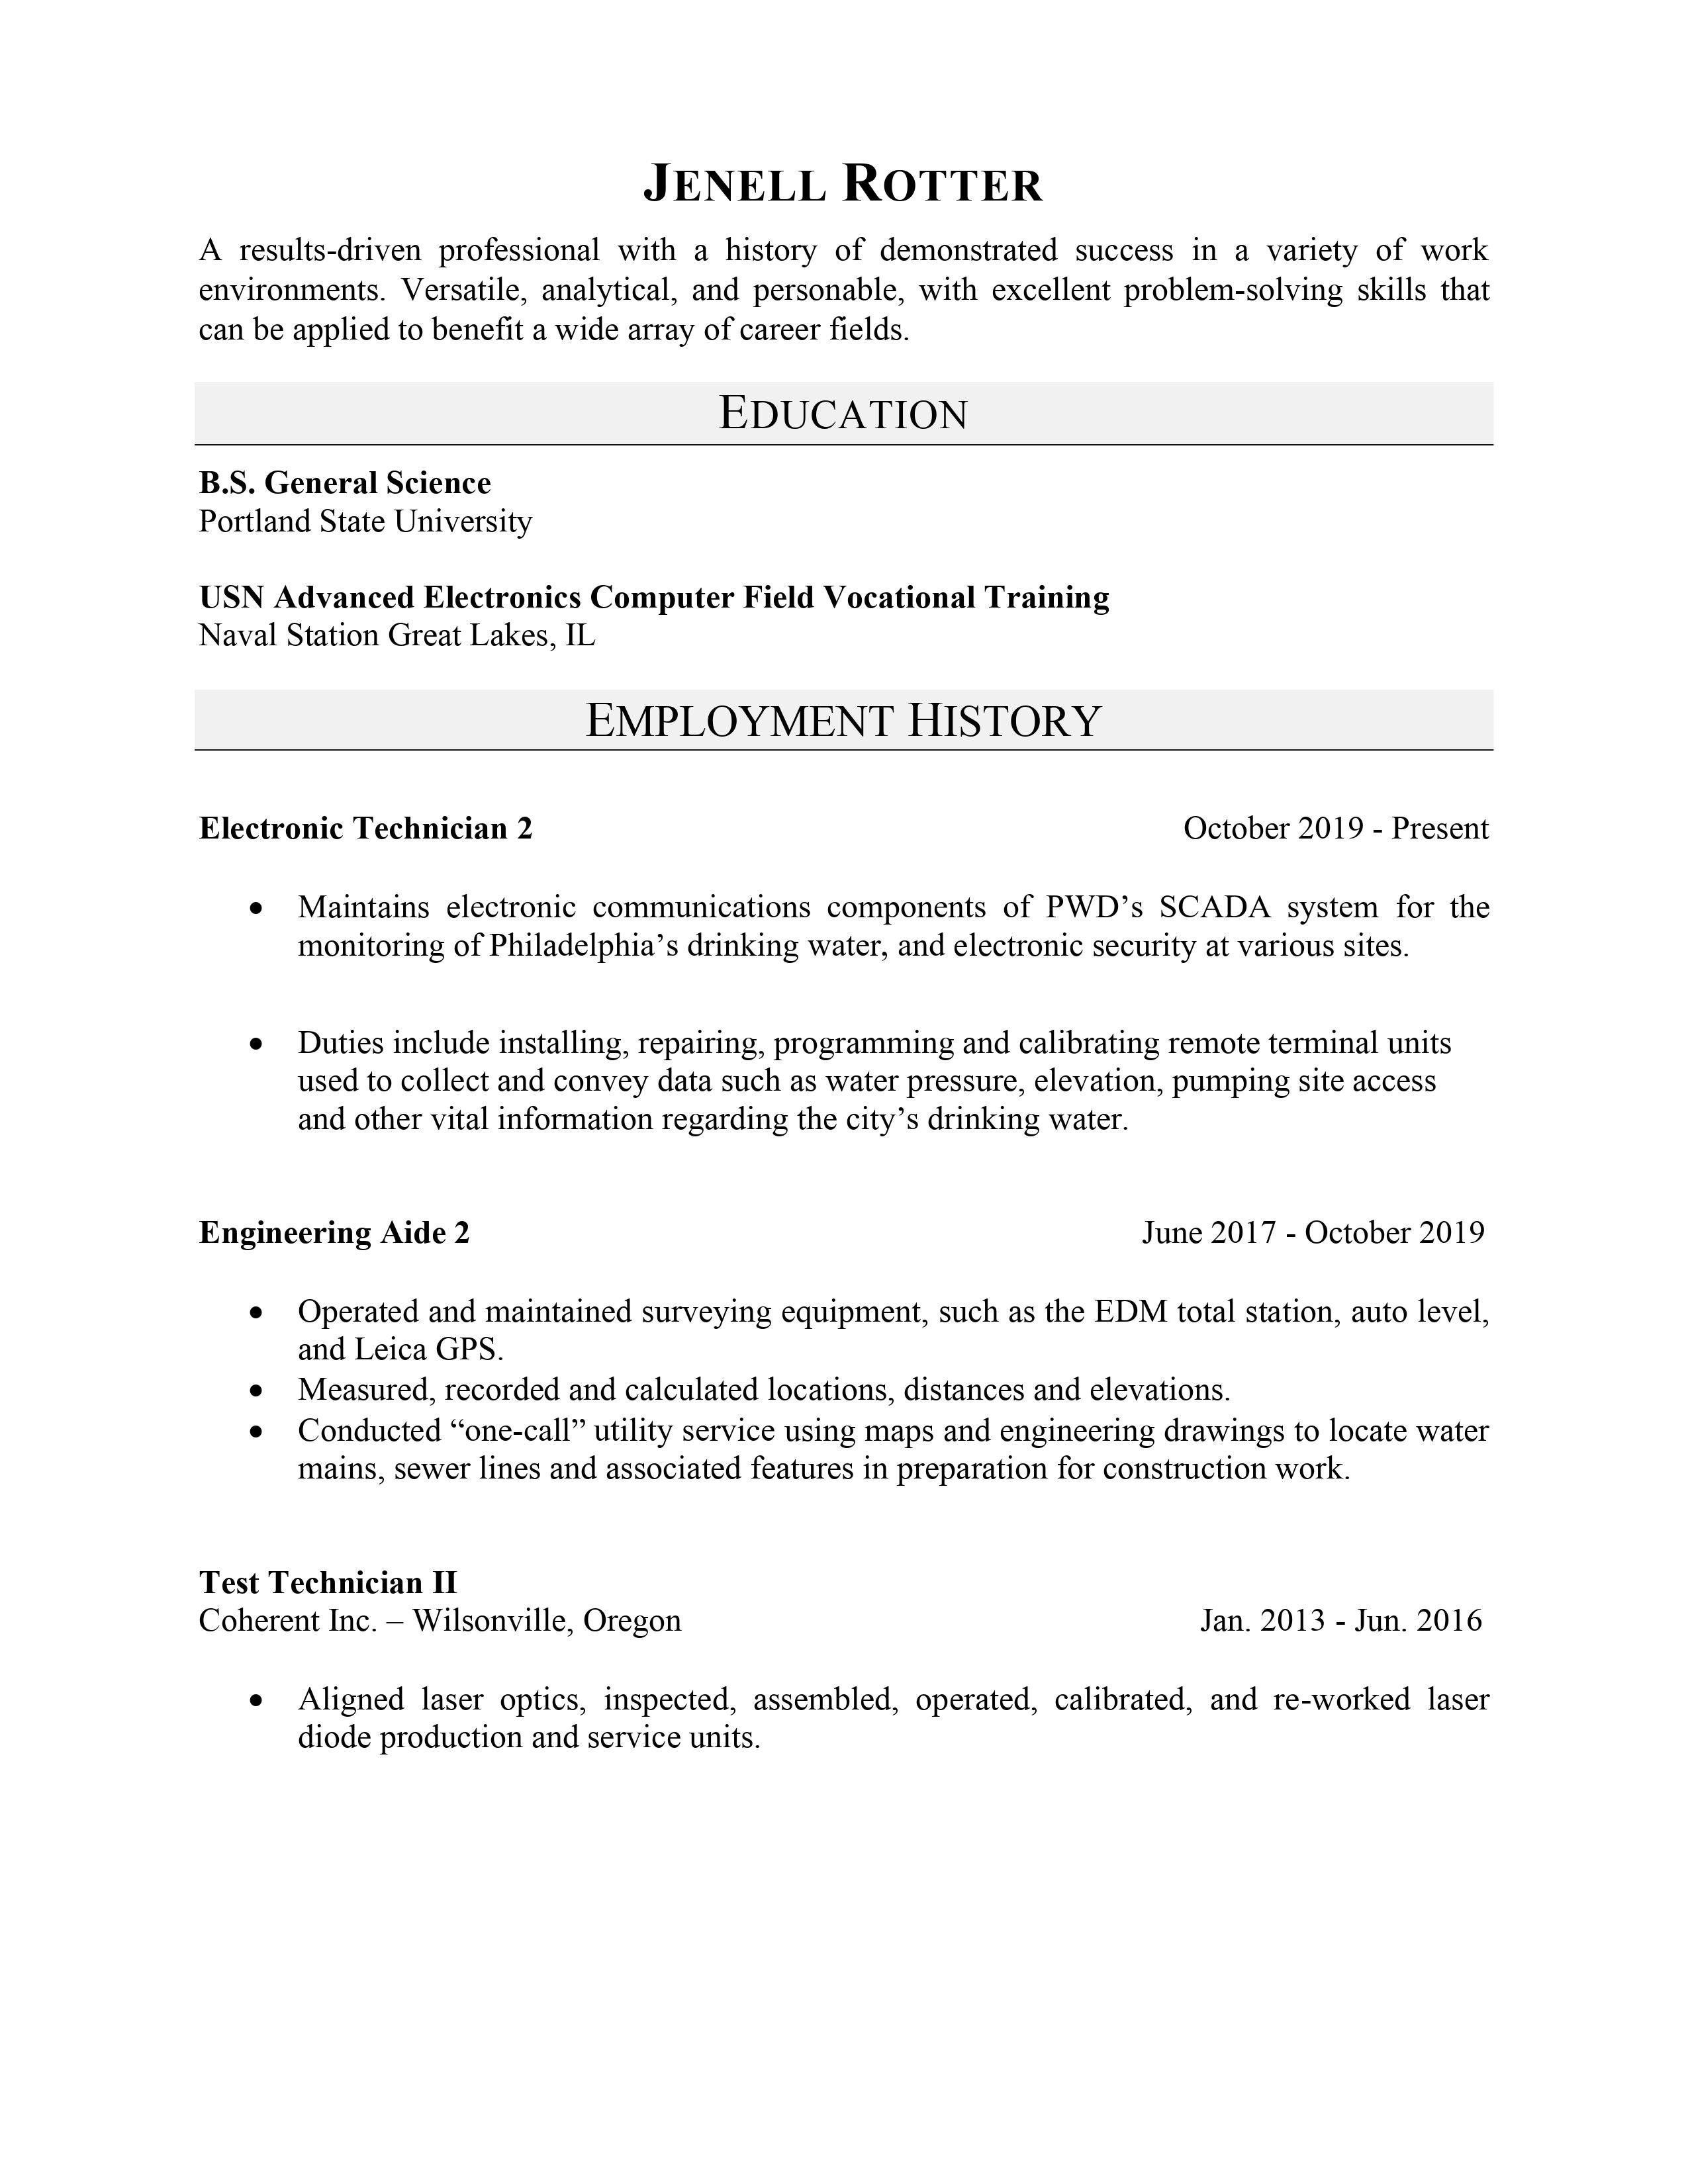 JENELL ROTTER
A results-driven professional with a history of demonstrated success in a variety of work
environments. Versatile, analytical, and personable, with excellent problem-solving skills that
can be applied to benefit a wide array of career fields.
EDUCATION
B.S. General Science
Portland State University
USN Advanced Electronics Computer Field Vocational Training
Naval Station Great Lakes, IL
EMPLOYMENT HISTORY
Electronic Technician 2 October 2019 - Present
• Maintains electronic communications components of PWD’s SCADA system for the
monitoring of Philadelphia’s drinking water, and electronic security at various sites.
• Duties include installing, repairing, programming and calibrating remote terminal units
used to collect and convey data such as water pressure, elevation, pumping site access
and other vital information regarding the city’s drinking water.
Engineering Aide 2 June 2017 - October 2019
• Operated and maintained surveying equipment, such as the EDM total station, auto level,
and Leica GPS.
• Measured, recorded and calculated locations, distances and elevations.
• Conducted “one-call” utility service using maps and engineering drawings to locate water
mains, sewer lines and associated features in preparation for construction work.
Test Technician II
Coherent Inc. – Wilsonville, Oregon Jan. 2013 - Jun. 2016
• Aligned laser optics, inspected, assembled, operated, calibrated, and re-worked laser
diode production and service units.